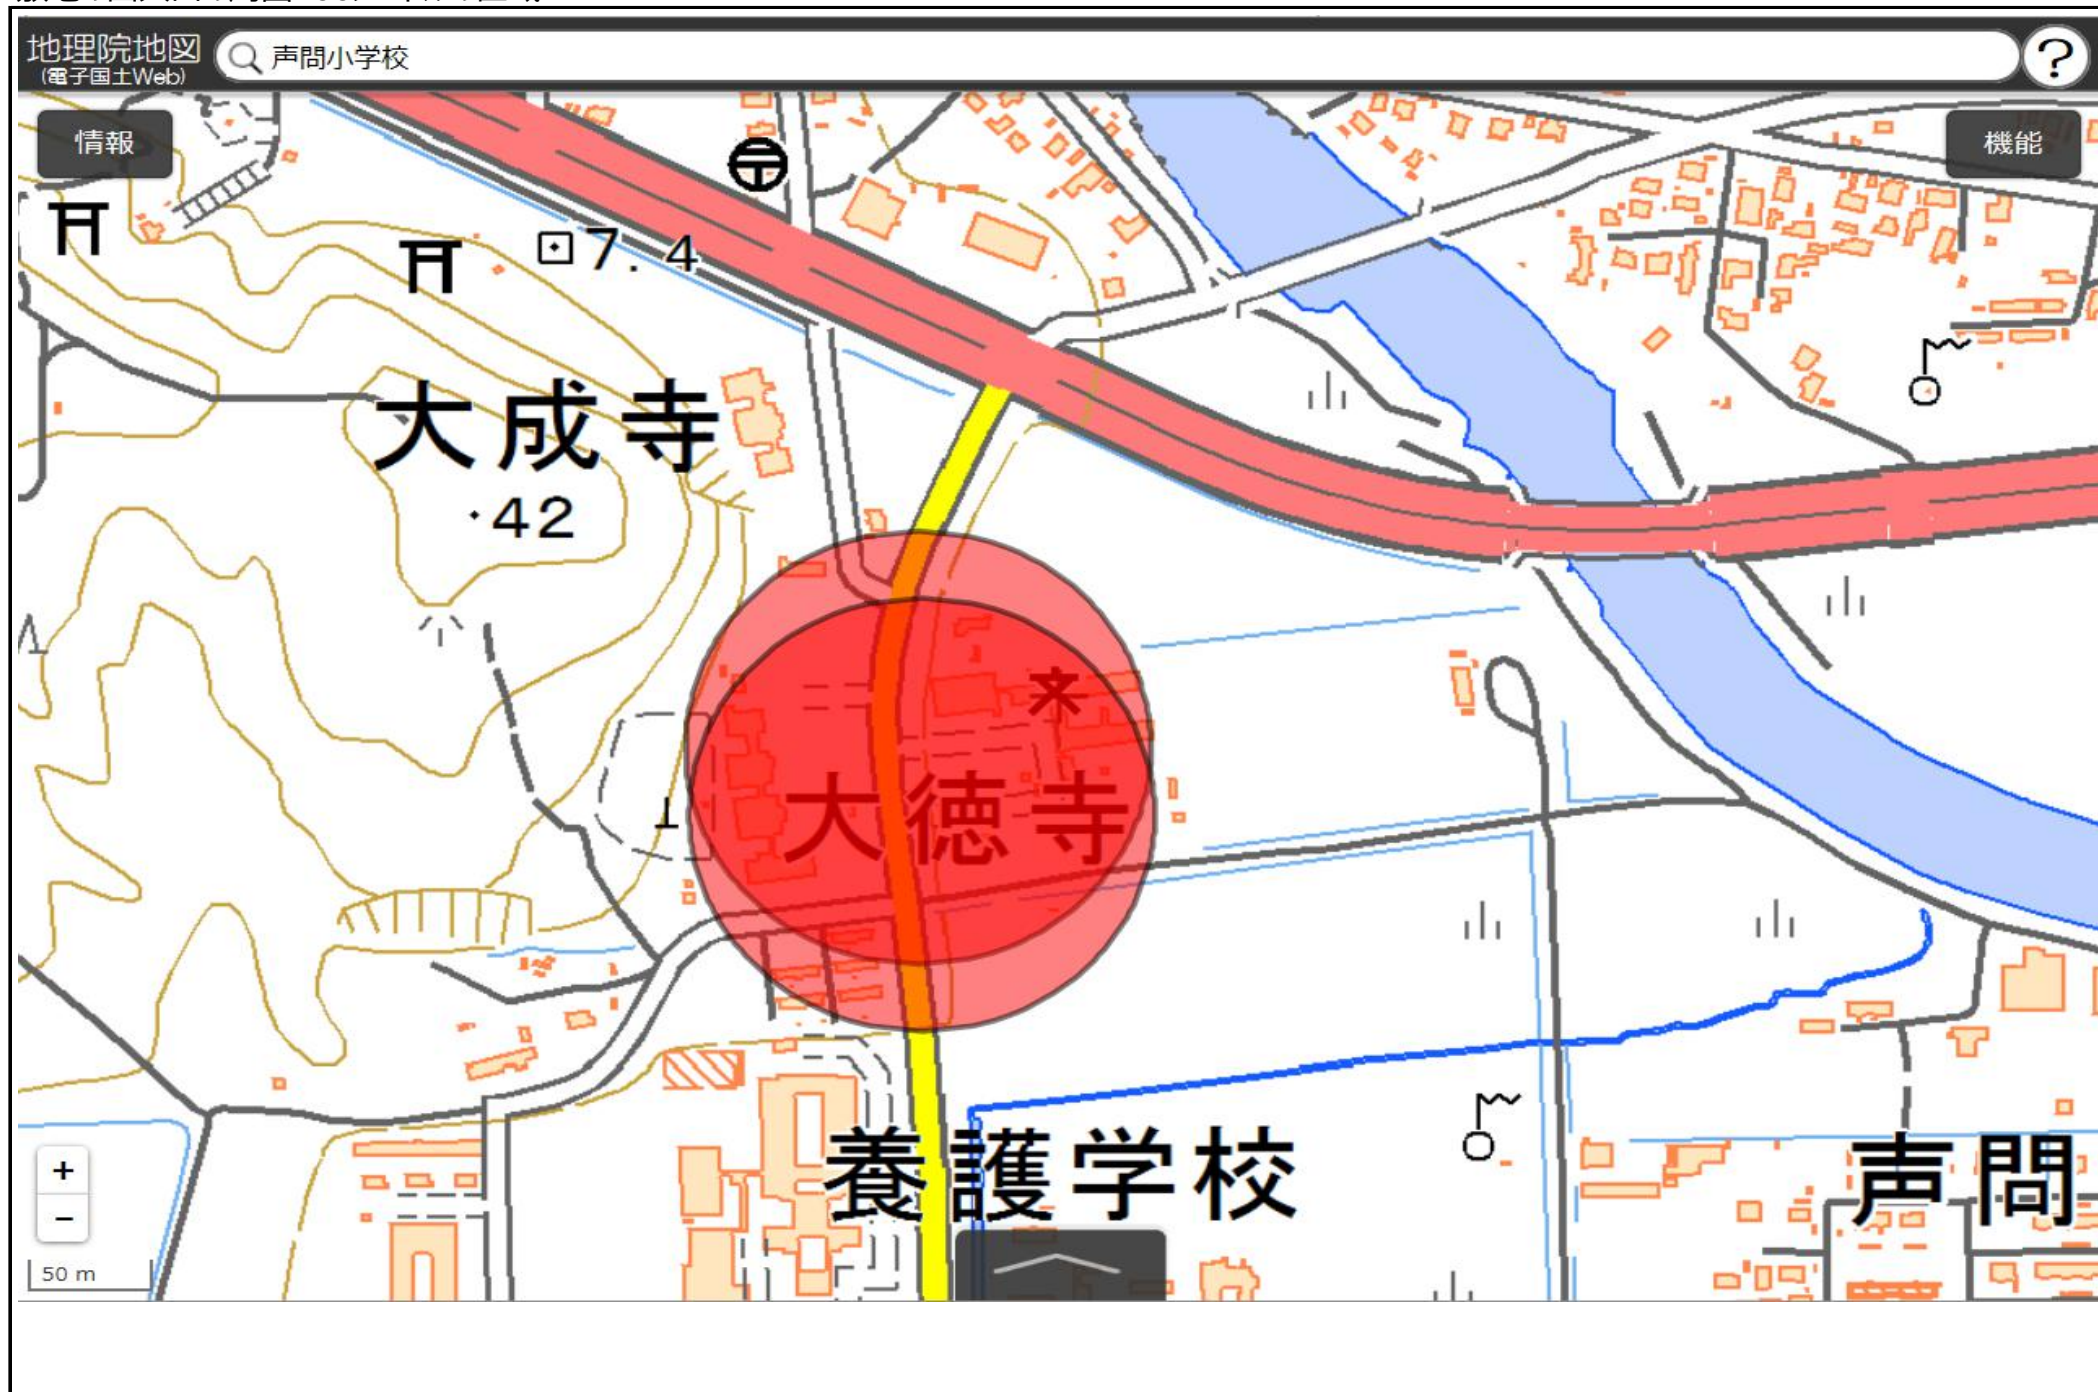 地理院地図
(電子国土Web)
声問小学校
?
情報
機能
7.4
大成寺
・42
大徳寺
養護学校
声問
+
−
50 m